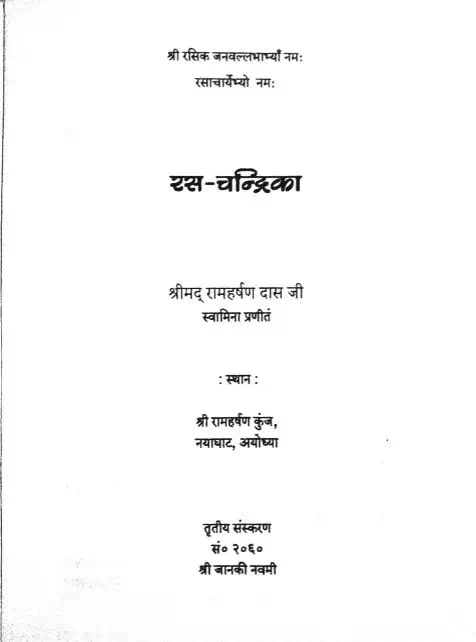 श्री रसिक जनवल्लभार्भ्यां नमः
रसाचार्येभ्यो नमः
रस-चन्द्रिका
श्रीमद् रामहर्षण दास जी
स्वामिना प्रणीतं
: स्थान :
श्री रामहर्षण कुंज,
नयाघाट, अयोध्या
तृतीय संस्करण
सं० २०६०
श्री जानकी नवमी